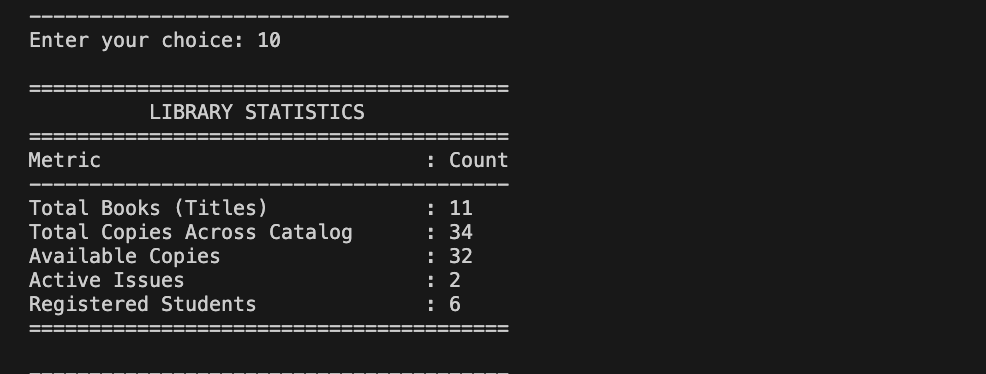 ----------------------------------------
Enter your choice: 10
========================================
LIBRARY STATISTICS
========================================
Metric : Count
----------------------------------------
Total Books (Titles) : 11
Total Copies Across Catalog : 34
Available Copies : 32
Active Issues : 2
Registered Students : 6
========================================
----------------------------------------